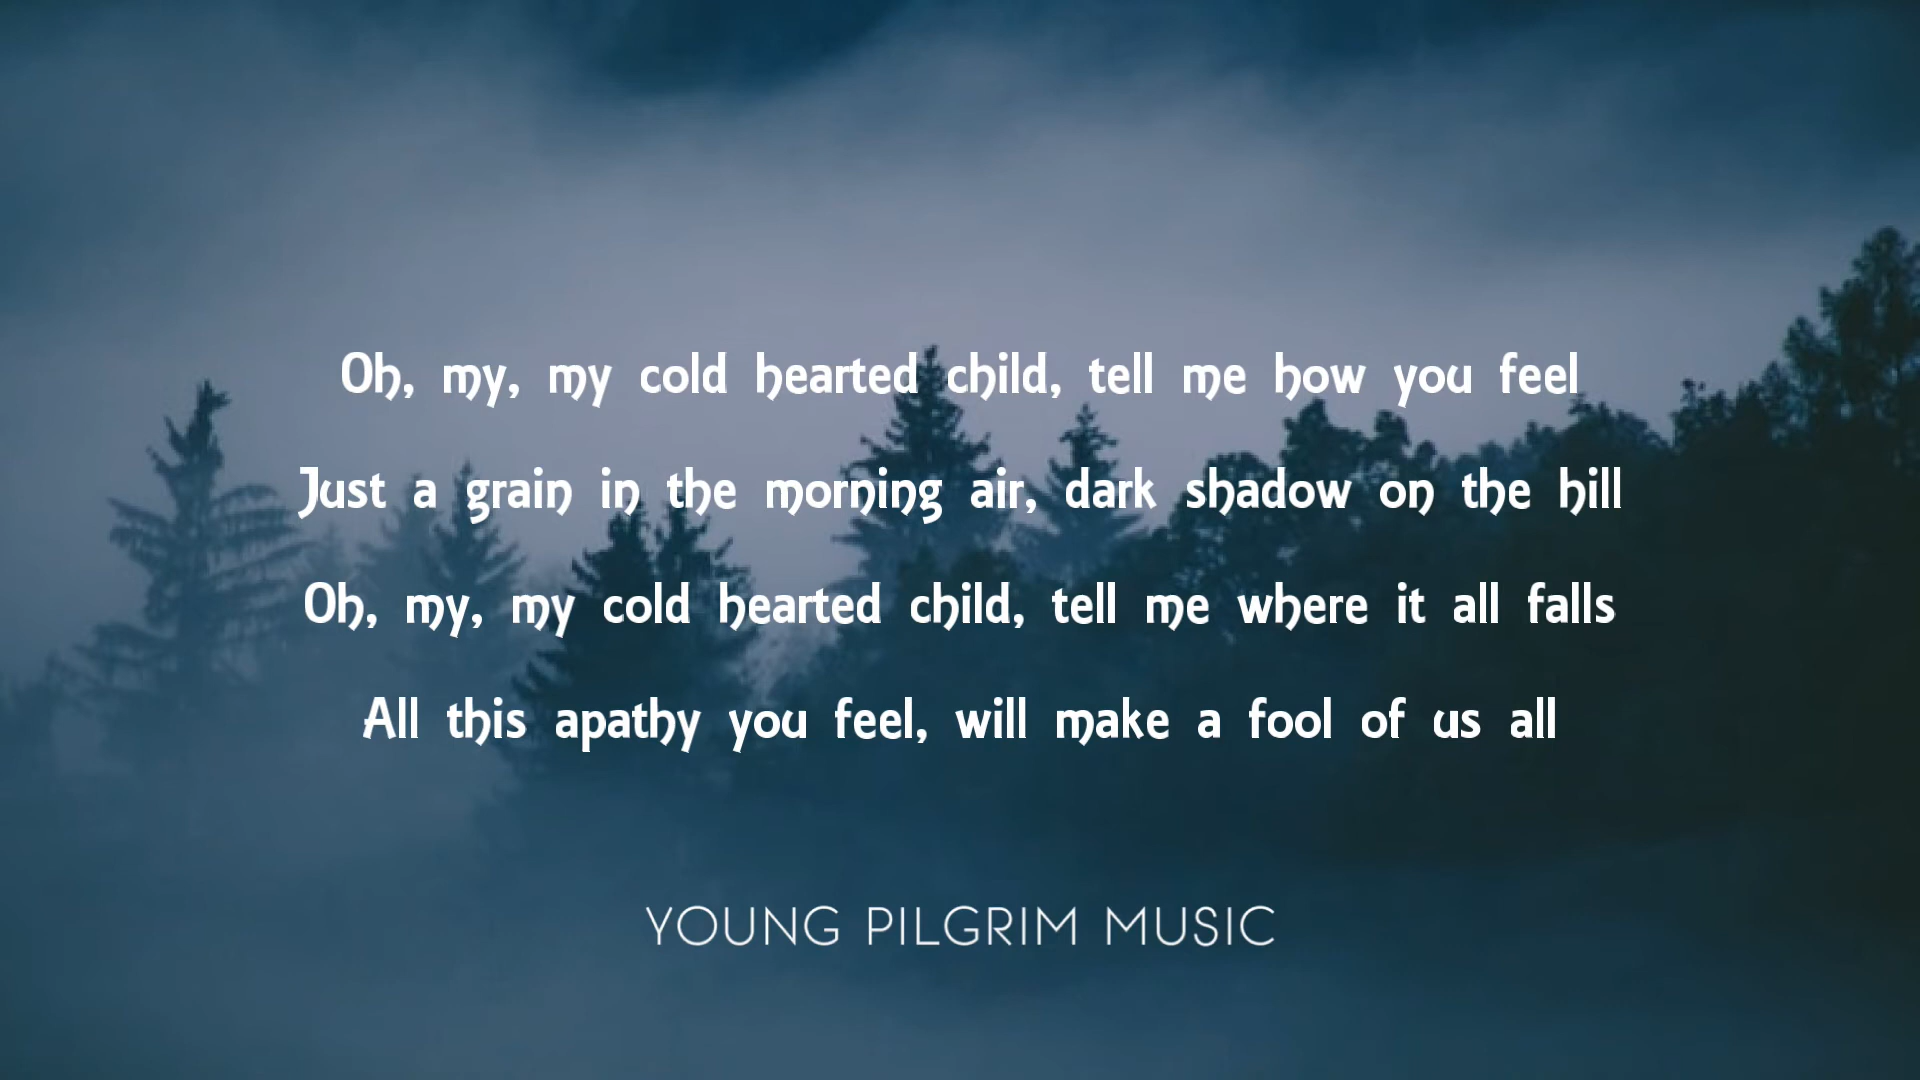 Oh, my, my cold hearted child, tell me how you feel
Just a grain in the morning air, dark shadow on the hill
Oh, my, my cold hearted child, tell me where it all falls
All this apathy you feel, will make a fool of us all
YOUNG PILGRIM MUSIC